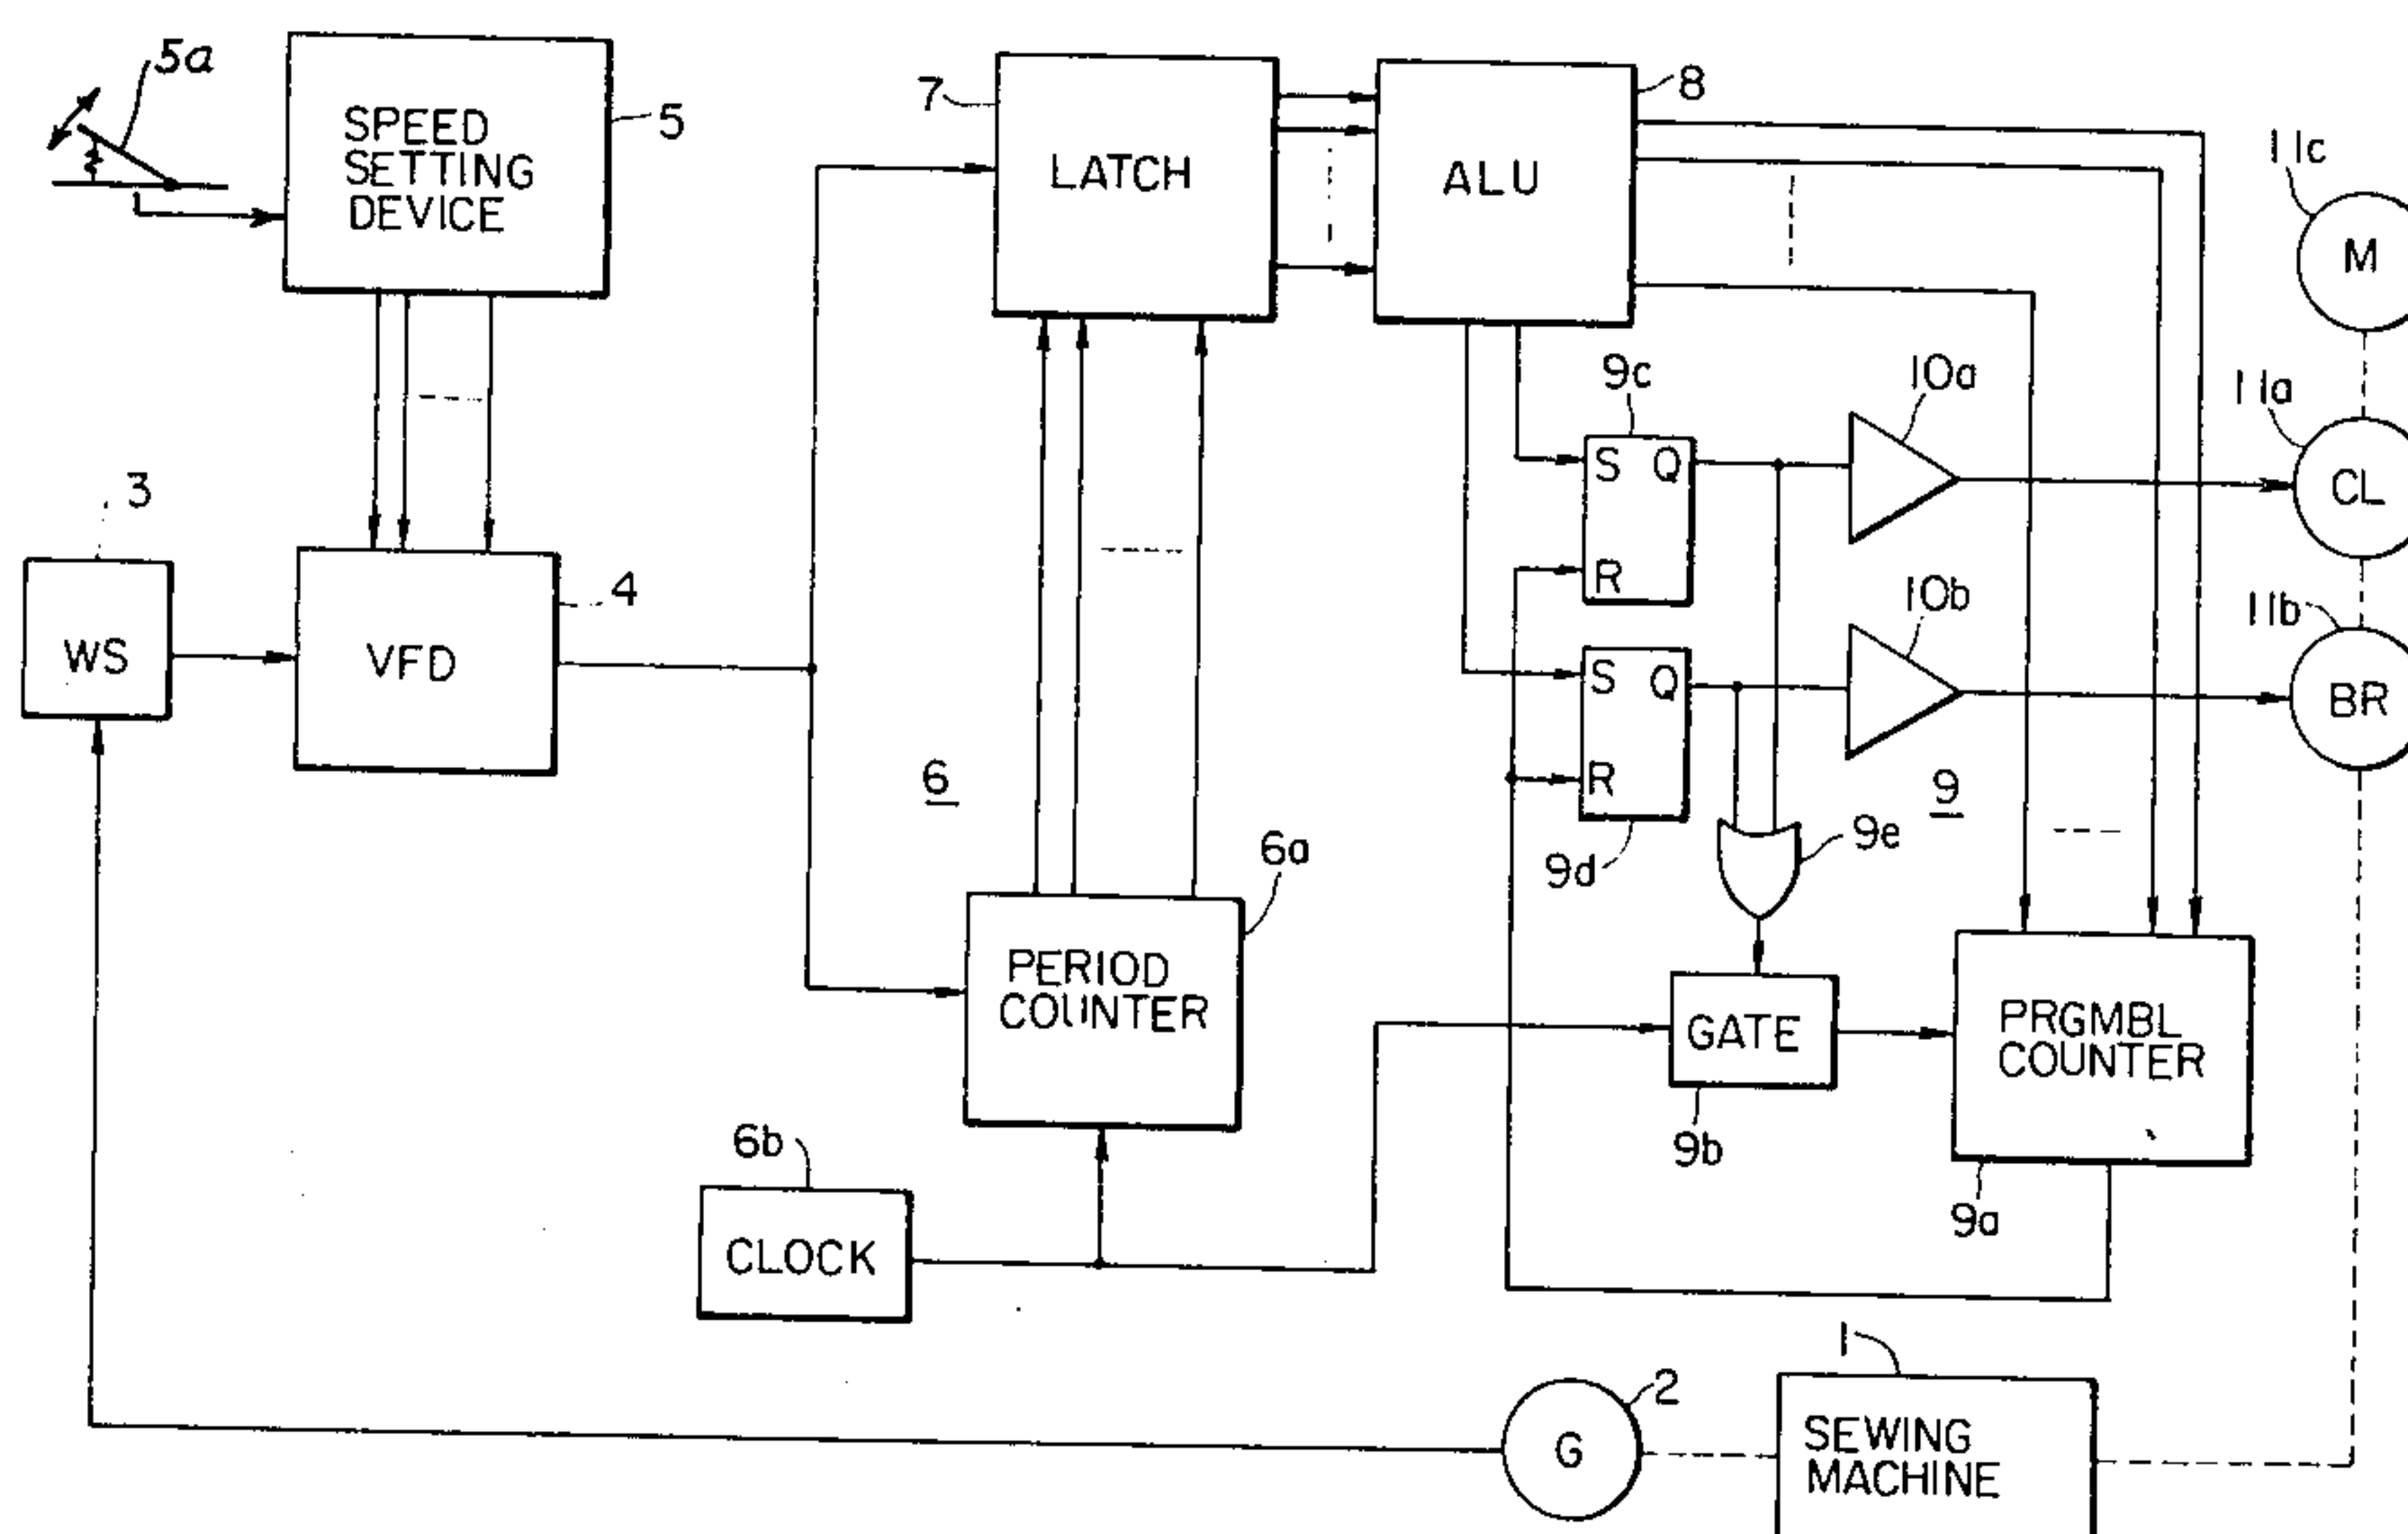 5a
SPEED
SETTING
DEVICE
5
7
LATCH
ALU
8
11c
M
3
WS
VFD
4
9c
S Q
R
10a
11a
CL
9d
S Q
R
10b
11b
BR
6
9
9e
6a
PERIOD
COUNTER
GATE
9b
PRGMBL
COUNTER
9a
6b
CLOCK
1
2
G
SEWING
MACHINE